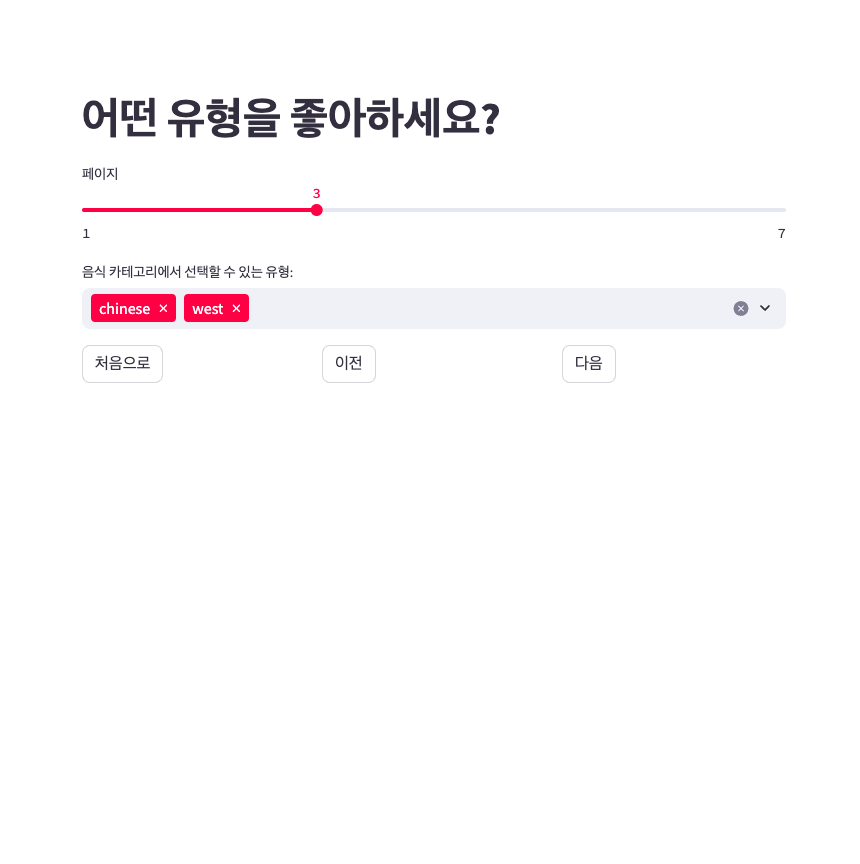 어떤 유형을 좋아하세요?
페이지
3
1 7
음식 카테고리에서 선택할 수 있는 유형:
chinese west
처음으로 이전 다음